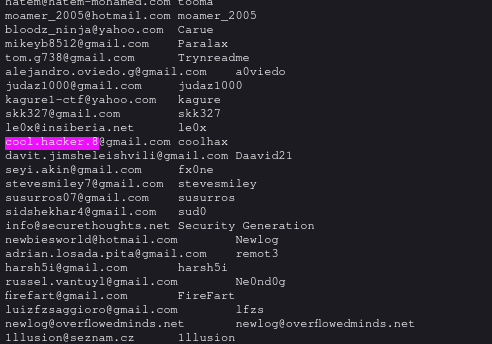 hatem@hatem-mohamed.com tooma
moamer_2005@hotmail.com moamer_2005
bloodz_ninja@yahoo.com Carue
mikeyb8512@gmail.com Paralax
tom.g738@gmail.com Trynreadme
alejandro.oviedo.g@gmail.com a0viedo
judaz1000@gmail.com judaz1000
kagure1-ctf@yahoo.com kagure
skk327@gmail.com skk327
le0x@insiberia.net le0x
cool.hacker.8@gmail.com coolhax
davit.jimsheleishvili@gmail.com Daavid21
seyi.akin@gmail.com fx0ne
stevesmiley7@gmail.com stevesmiley
susurros07@gmail.com susurros
sidshekhar4@gmail.com sud0
info@securethoughts.net Security Generation
newbiesworld@hotmail.com Newlog
adrian.losada.pita@gmail.com remot3
harsh5i@gmail.com harsh5i
russel.vantuyl@gmail.com Ne0nd0g
firefart@gmail.com FireFart
luizfzsaggioro@gmail.com lfzs
newlog@overflowedminds.net newlog@overflowedminds.net
1llusion@seznam.cz 1llusion